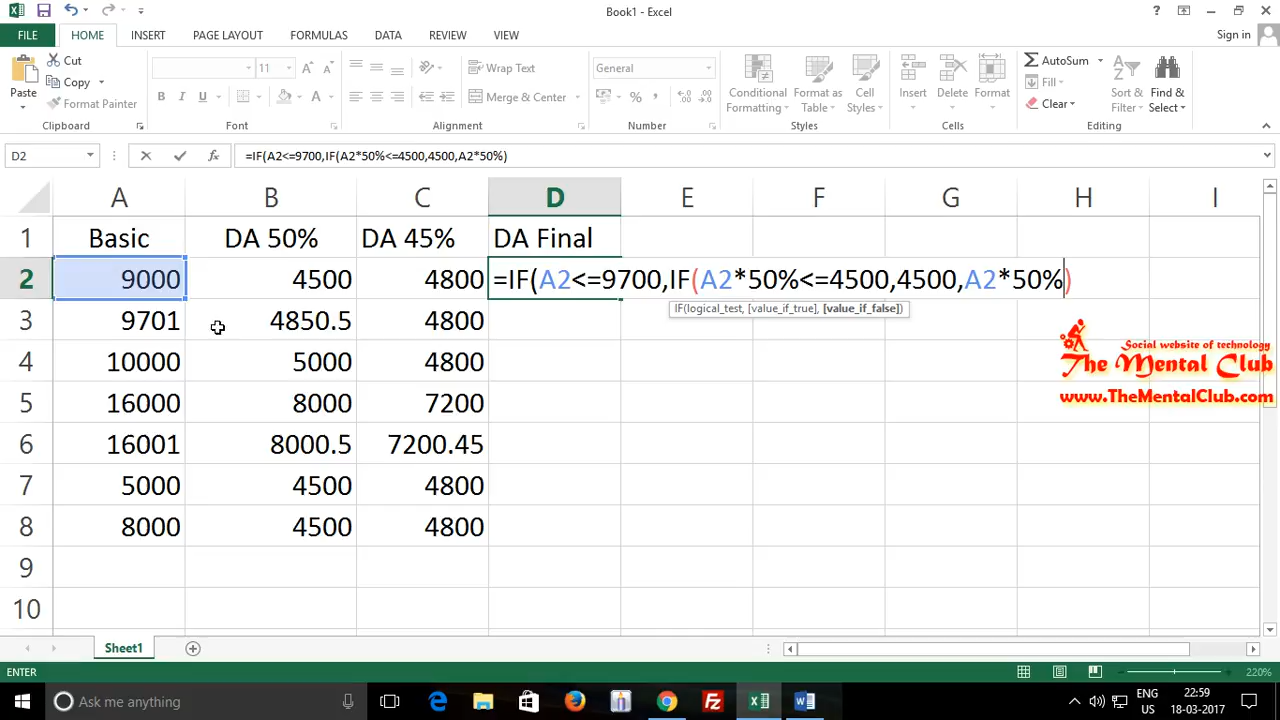 Book1 - Excel
?
FILE HOME INSERT PAGE LAYOUT FORMULAS DATA REVIEW VIEW Sign in
Paste
Cut
Copy
Format Painter
Clipboard
11 A A
B I U A
Font
Wrap Text
Merge & Center
Alignment
General
% ,
Number
Conditional Formatting
Format as Table
Cell Styles
Styles
Insert Delete Format
Cells
AutoSum
Fill
Clear
Sort & Filter
Find & Select
Editing
D2 fx =IF(A2<=9700,IF(A2*50%<=4500,4500,A2*50%)
A B C D E F G H I
1 Basic DA 50% DA 45% DA Final
2 9000 4500 4800 =IF(A2<=9700,IF(A2*50%<=4500,4500,A2*50%)
IF(logical_test, [value_if_true], [value_if_false])
3 9701 4850.5 4800
4 10000 5000 4800
5 16000 8000 7200
6 16001 8000.5 7200.45
7 5000 4500 4800
8 8000 4500 4800
9
10
Social website of technology
The Mental Club
www.TheMentalClub.com
Sheet1
ENTER 220%
Ask me anything
ENG 22:59
US 18-03-2017